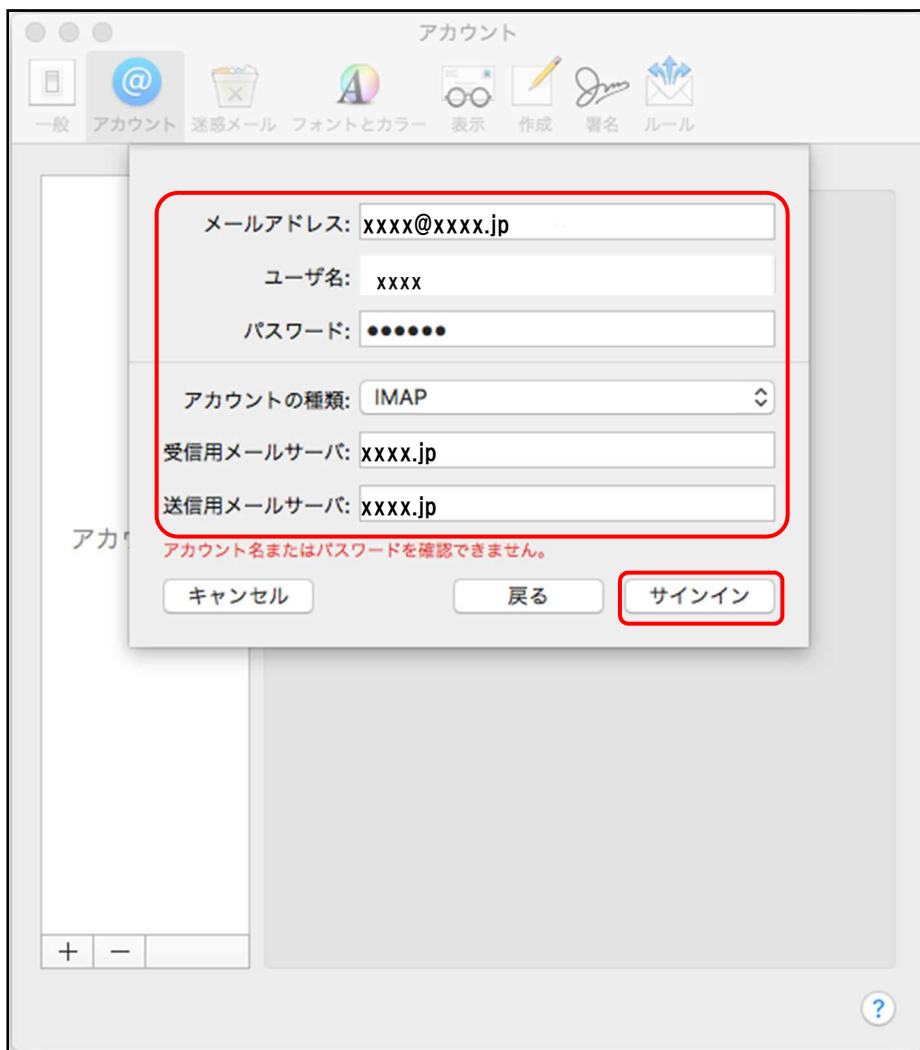 アカウント
一般 アカウント 迷惑メール フォントとカラー 表示 作成 署名 ルール
メールアドレス: xxxx@xxxx.jp
ユーザ名: xxxx
パスワード: ●●●●●●
アカウントの種類: IMAP
受信用メールサーバ: xxxx.jp
送信用メールサーバ: xxxx.jp
アカ
アカウント名またはパスワードを確認できません。
キャンセル 戻る サインイン
+ −
?